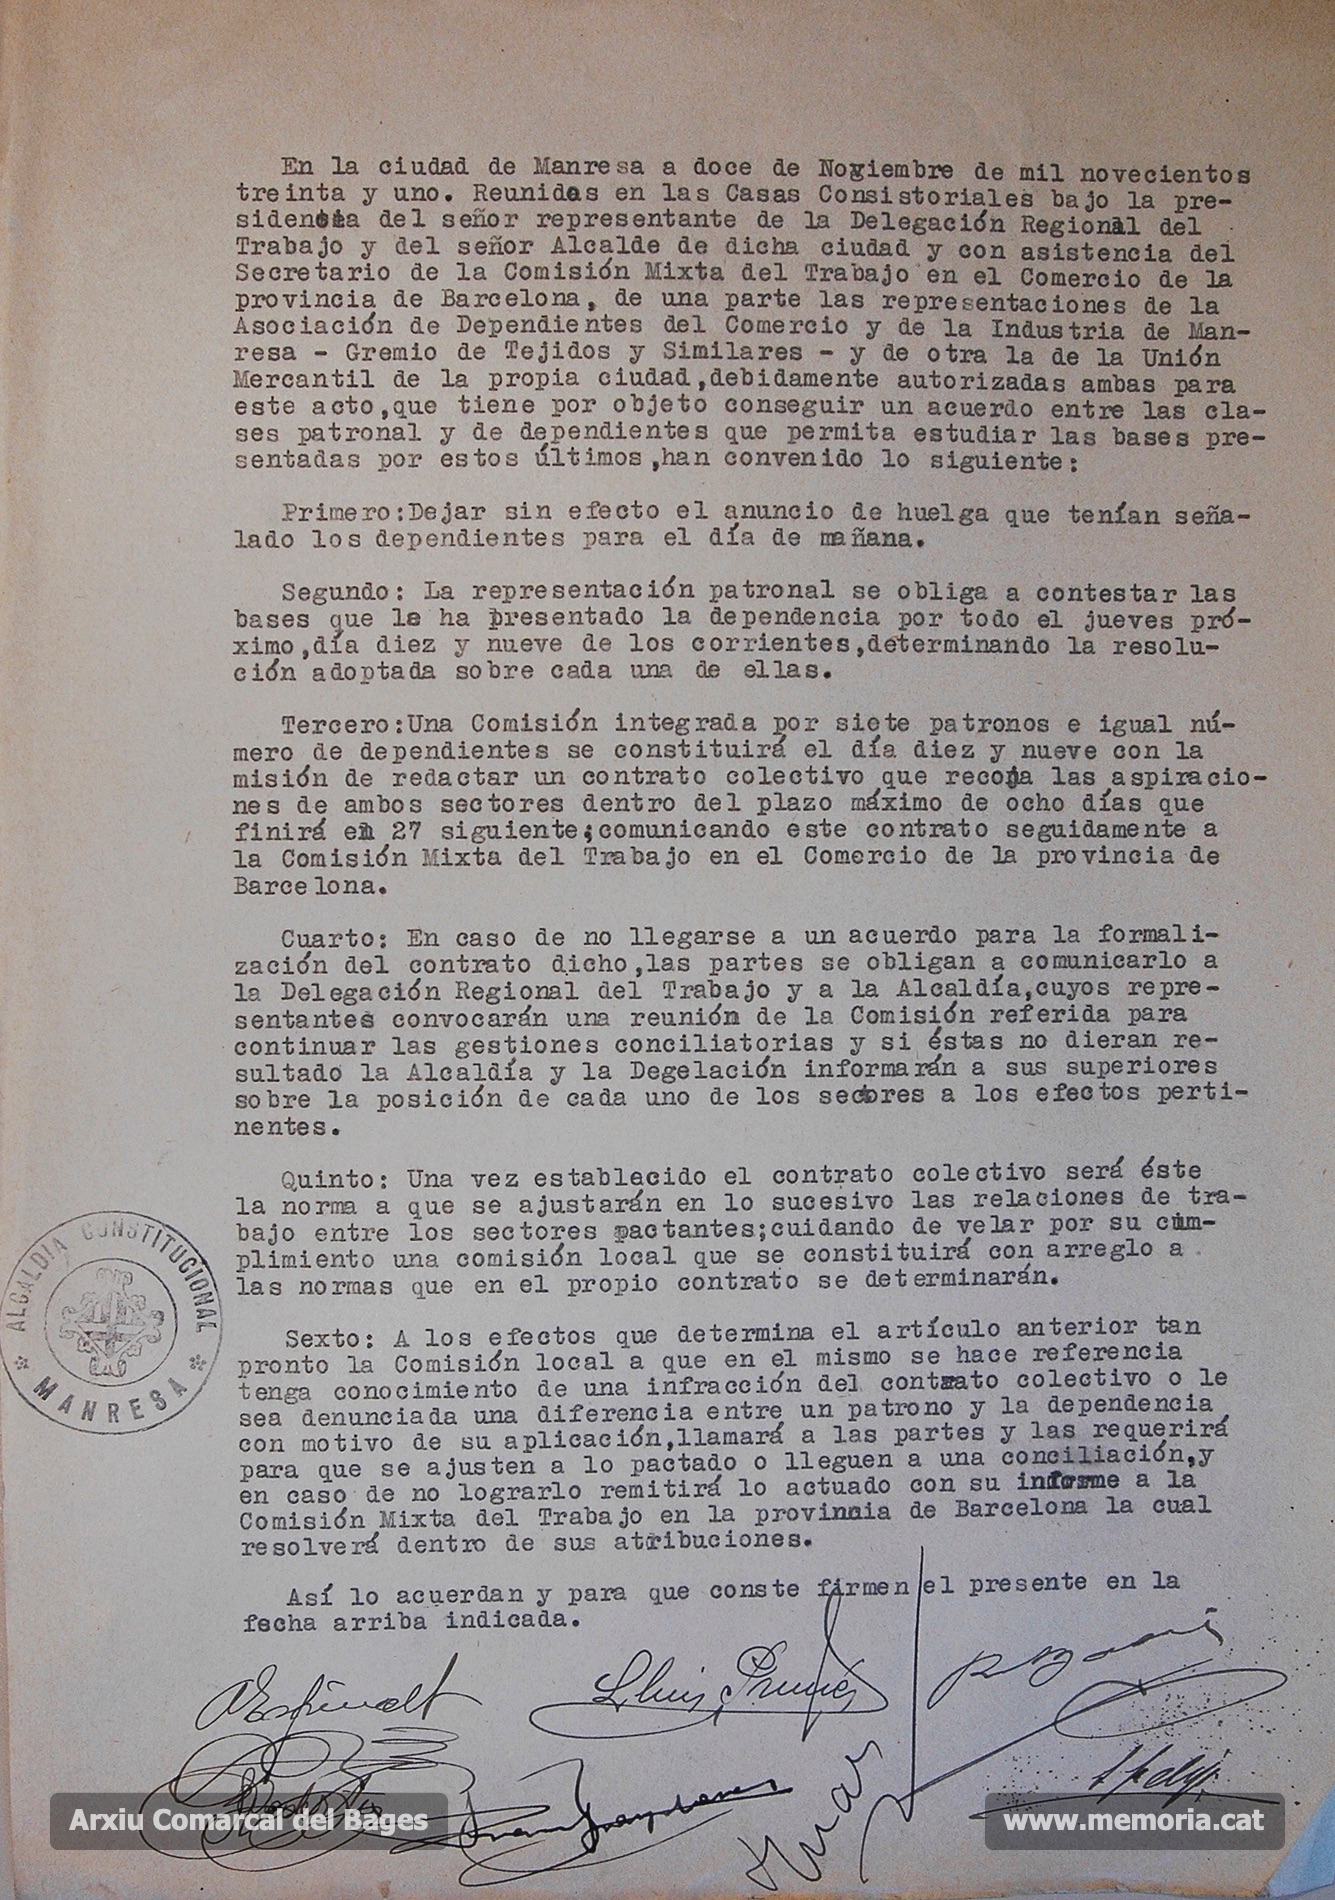 En la ciudad de Manresa a doce de Noviembre de mil novecientos
treinta y uno. Reunidas en las Casas Consistoriales bajo la pre-
sidencia del señor representante de la Delegación Regional del
Trabajo y del señor Alcalde de dicha ciudad y con asistencia del
Secretario de la Comisión Mixta del Trabajo en el Comercio de la
provincia de Barcelona, de una parte las representaciones de la
Asociación de Dependientes del Comercio y de la Industria de Man-
resa - Gremio de Tejidos y Similares - y de otra la de la Unión
Mercantil de la propia ciudad,debidamente autorizadas ambas para
este acto,que tiene por objeto conseguir un acuerdo entre las cla-
ses patronal y de dependientes que permita estudiar las bases pre-
sentadas por estos últimos,han convenido lo siguiente:
Primero:Dejar sin efecto el anuncio de huelga que tenían seña-
lado los dependientes para el día de mañana.
Segundo: La representación patronal se obliga a contestar las
bases que le ha presentado la dependencia por todo el jueves pró-
ximo,día diez y nueve de los corrientes,determinando la resolu-
ción adoptada sobre cada una de ellas.
Tercero:Una Comisión integrada por siete patronos e igual nú-
mero de dependientes se constituirá el día diez y nueve con la
misión de redactar un contrato colectivo que recoja las aspiracio-
nes de ambos sectores dentro del plazo máximo de ocho días que
finirá en 27 siguiente;comunicando este contrato seguidamente a
la Comisión Mixta del Trabajo en el Comercio de la provincia de
Barcelona.
Cuarto: En caso de no llegarse a un acuerdo para la formali-
zación del contrato dicho,las partes se obligan a comunicarlo a
la Delegación Regional del Trabajo y a la Alcaldía,cuyos repre-
sentantes convocarán una reunión de la Comisión referida para
continuar las gestiones conciliatorias y si éstas no dieran re-
sultado la Alcaldía y la Degelación informarán a sus superiores
sobre la posición de cada uno de los sectores a los efectos perti-
nentes.
Quinto: Una vez establecido el contrato colectivo será éste
la norma a que se ajustarán en lo sucesivo las relaciones de tra-
bajo entre los sectores pactantes;cuidando de velar por su cum-
plimiento una comisión local que se constituirá con arreglo a
las normas que en el propio contrato se determinarán.
Sexto: A los efectos que determina el artículo anterior tan
pronto la Comisión local a que en el mismo se hace referencia
tenga conocimiento de una infracción del contrato colectivo o le
sea denunciada una diferencia entre un patrono y la dependencia
con motivo de su aplicación,llamará a las partes y las requerirá
para que se ajusten a lo pactado o lleguen a una conciliación,y
en caso de no lograrlo remitirá lo actuado con su informe a la
Comisión Mixta del Trabajo en la provincia de Barcelona la cual
resolverá dentro de sus atribuciones.
Así lo acuerdan y para que conste firmen el presente en la
fecha arriba indicada.
ALCALDIA CONSTITUCIONAL
MANRESA
Lluis Prunés
Arxiu Comarcal del Bages
www.memoria.cat